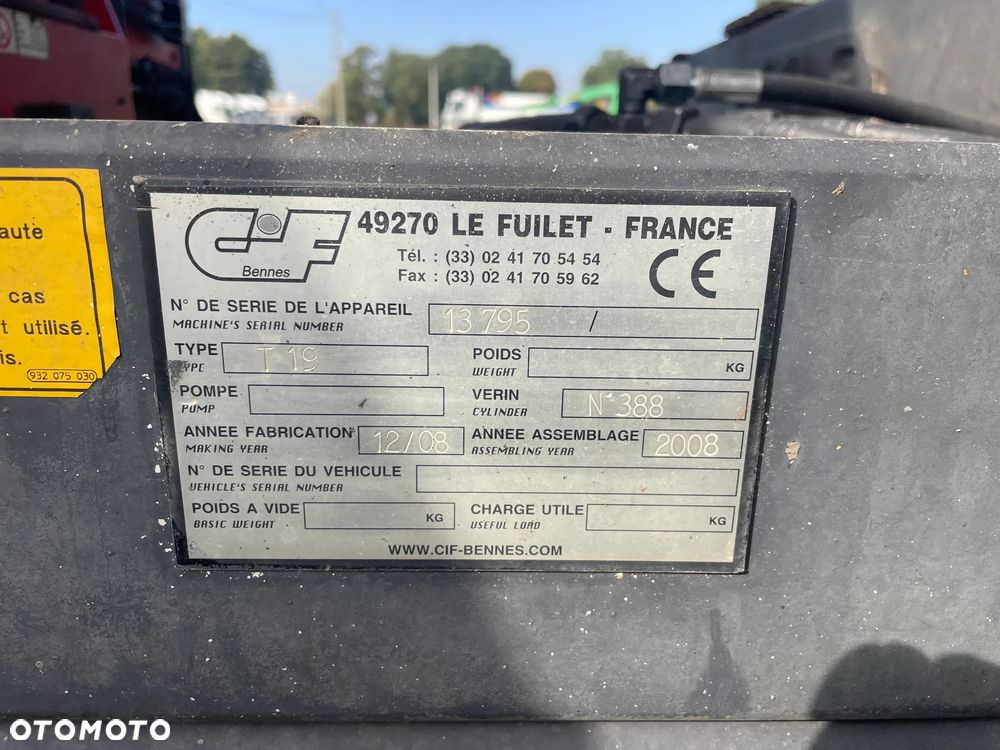 aute
cas
t utilisé.
is.
932 075 030
CiF
Bennes
49270 LE FUILET - FRANCE
Tél. : (33) 02 41 70 54 54
Fax : (33) 02 41 70 59 62
CE
N° DE SERIE DE L'APPAREIL 13 795 /
MACHINE'S SERIAL NUMBER
TYPE T 19 POIDS KG
TYPE WEIGHT
POMPE VERIN N°388
PUMP CYLINDER
ANNEE FABRICATION 12/08 ANNEE ASSEMBLAGE 2008
MAKING YEAR ASSEMBLING YEAR
N° DE SERIE DU VEHICULE
VEHICLE'S SERIAL NUMBER
POIDS A VIDE KG CHARGE UTILE KG
BASIC WEIGHT USEFUL LOAD
WWW.CIF-BENNES.COM
OTOMOTO